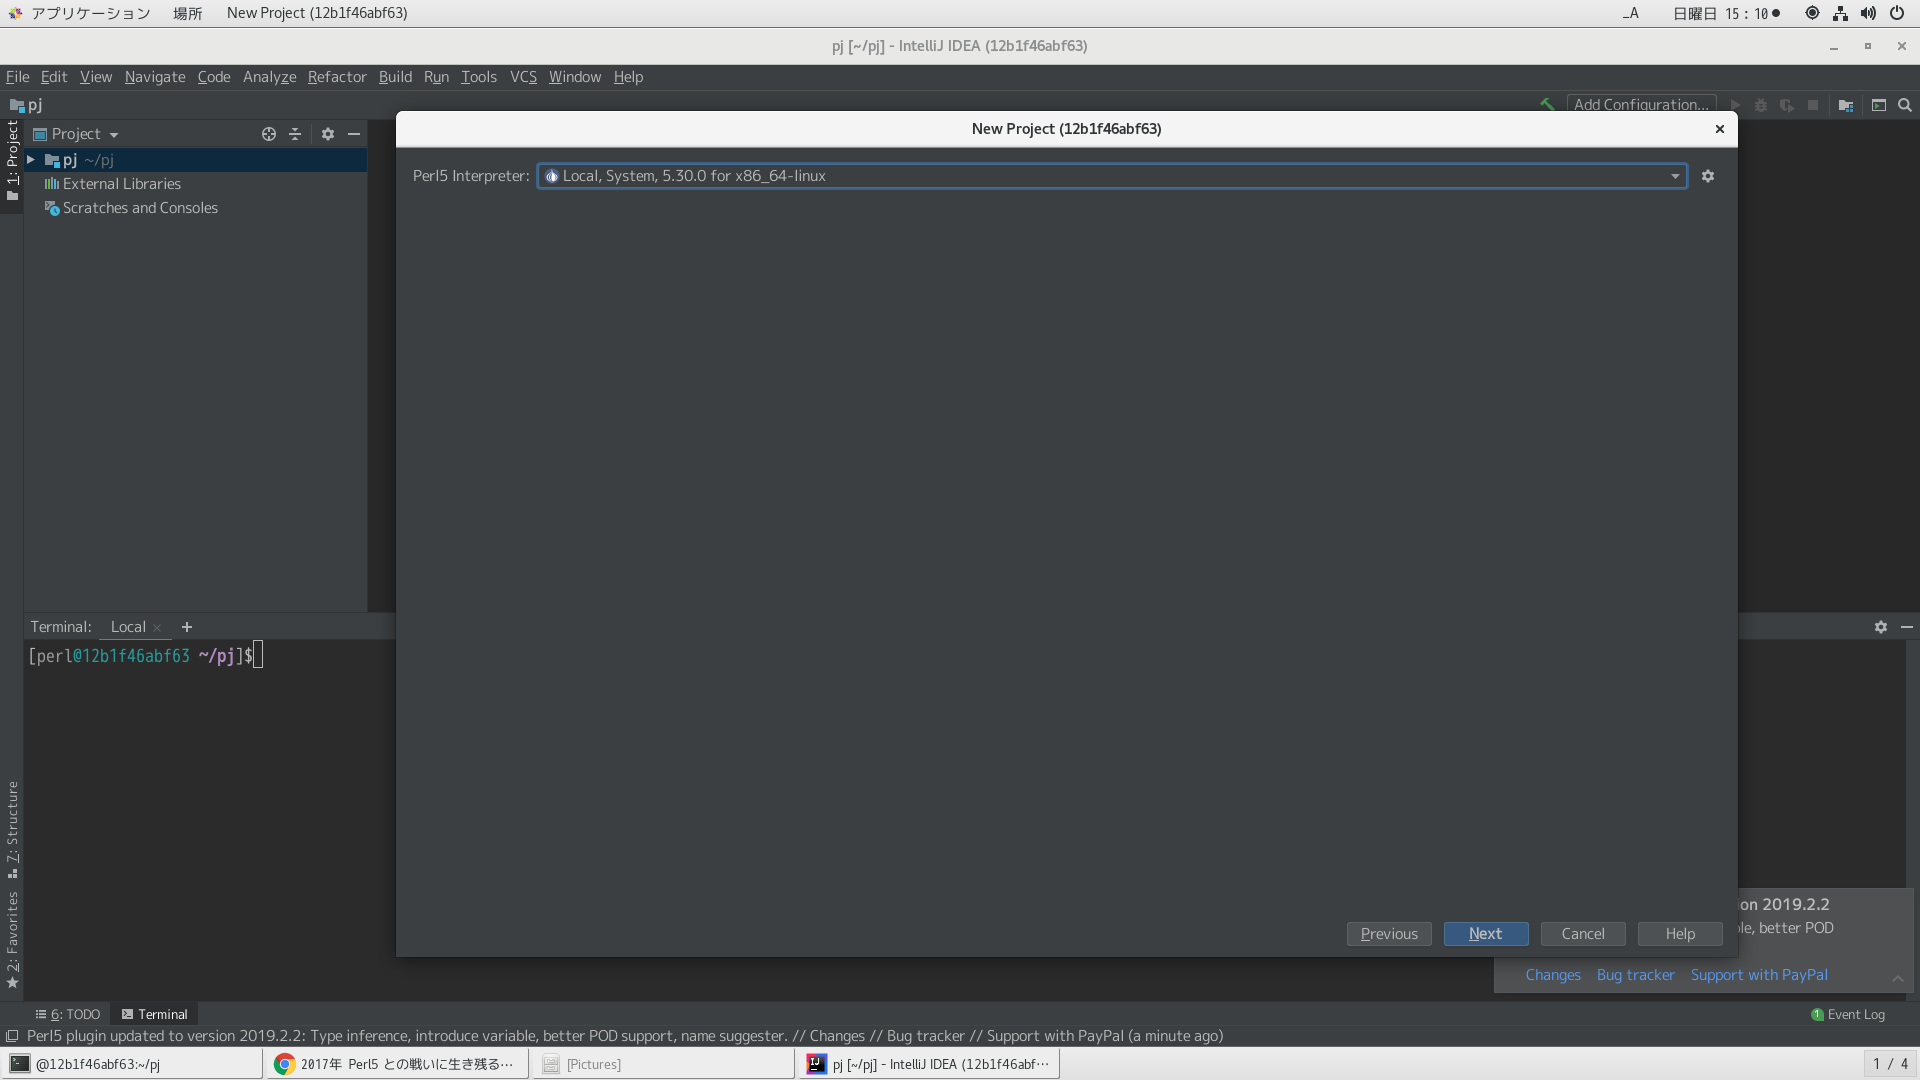 アプリケーション 場所 New Project (12b1f46abf63) _A 日曜日 15：10●
pj [~/pj] - IntelliJ IDEA (12b1f46abf63)
File Edit View Navigate Code Analyze Refactor Build Run Tools VCS Window Help
pj Add Configuration...
New Project (12b1f46abf63)
1: Project
Project
pj ~/pj
External Libraries
Scratches and Consoles
Perl5 Interpreter: Local, System, 5.30.0 for x86_64-linux
Terminal: Local × +
[perl@12b1f46abf63 ~/pj]$
7: Structure
2: Favorites
on 2019.2.2
le, better POD
Previous Next Cancel Help
Changes Bug tracker Support with PayPal
6: TODO Terminal 1 Event Log
Perl5 plugin updated to version 2019.2.2: Type inference, introduce variable, better POD support, name suggester. // Changes // Bug tracker // Support with PayPal (a minute ago)
@12b1f46abf63:~/pj 2017年 Perl5 との戦いに生き残る… [Pictures] pj [~/pj] - IntelliJ IDEA (12b1f46abf… 1 / 4